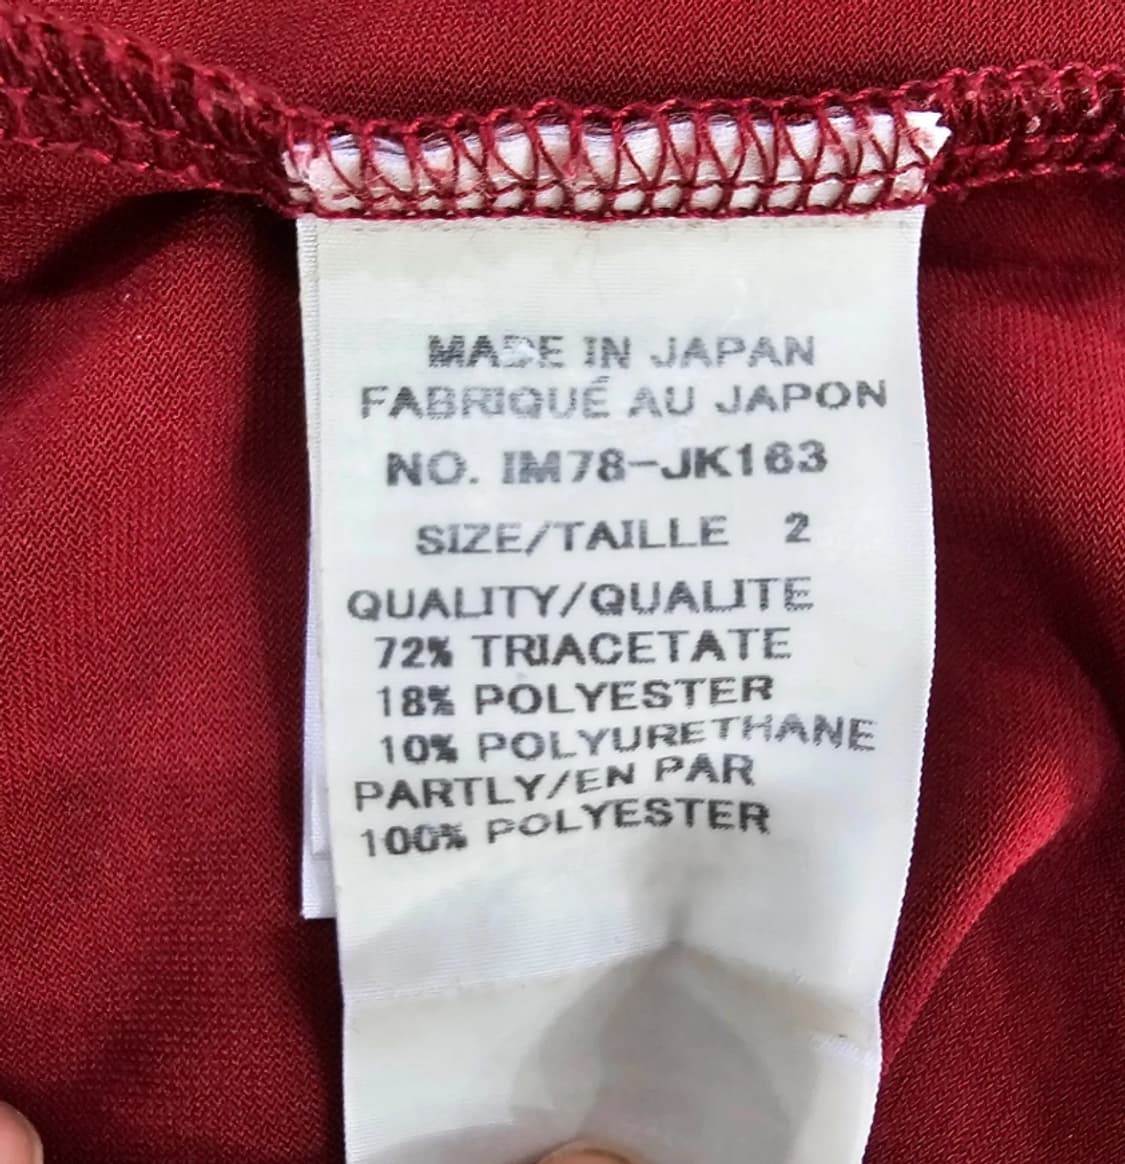 MADE IN JAPAN
FABRIQUÉ AU JAPON
NO. IM78-JK163
SIZE/TAILLE 2
QUALITY/QUALITE
72% TRIACETATE
18% POLYESTER
10% POLYURETHANE
PARTLY/EN PAR
100% POLYESTER